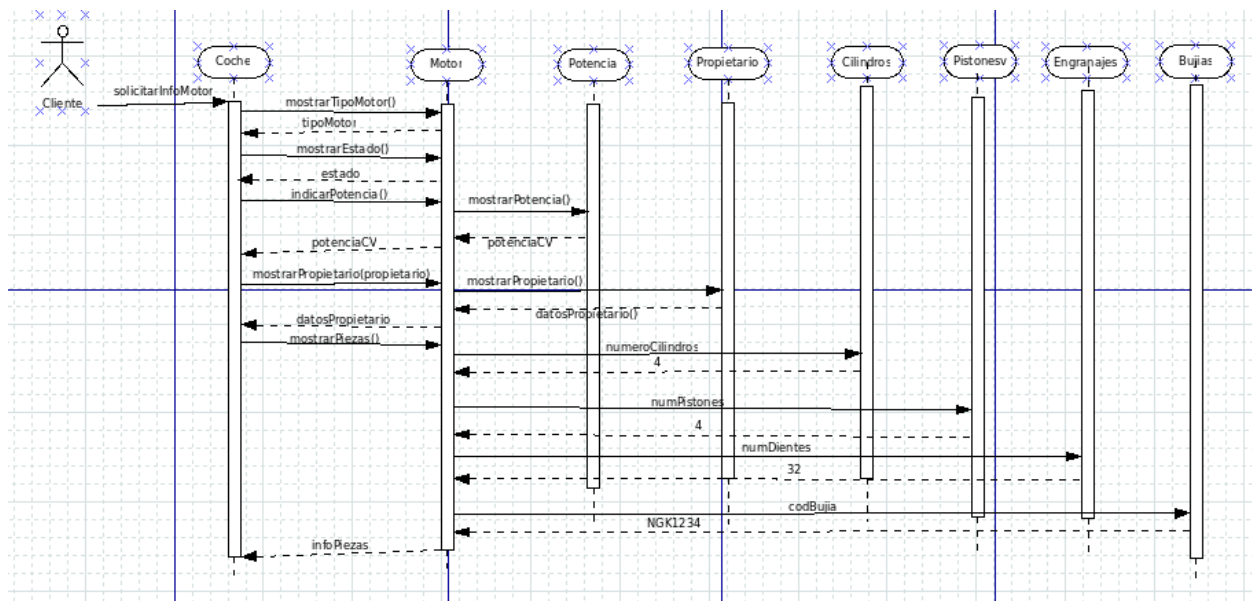 Cliente
Coche
Motor
Potencia
Propietario
Cilindros
Pistonesv
Engranajes
Bujias
solicitarInfoMotor
mostrarTipoMotor()
tipoMotor
mostrarEstado()
estado
indicarPotencia()
mostrarPotencia()
potenciaCV
potenciaCV
mostrarPropietario(propietario)
mostrarPropietario()
datosPropietario()
datosPropietario
mostrarPiezas()
numeroCilindros
4
numPistones
4
numDientes
32
codBujia
NGK1234
infoPiezas